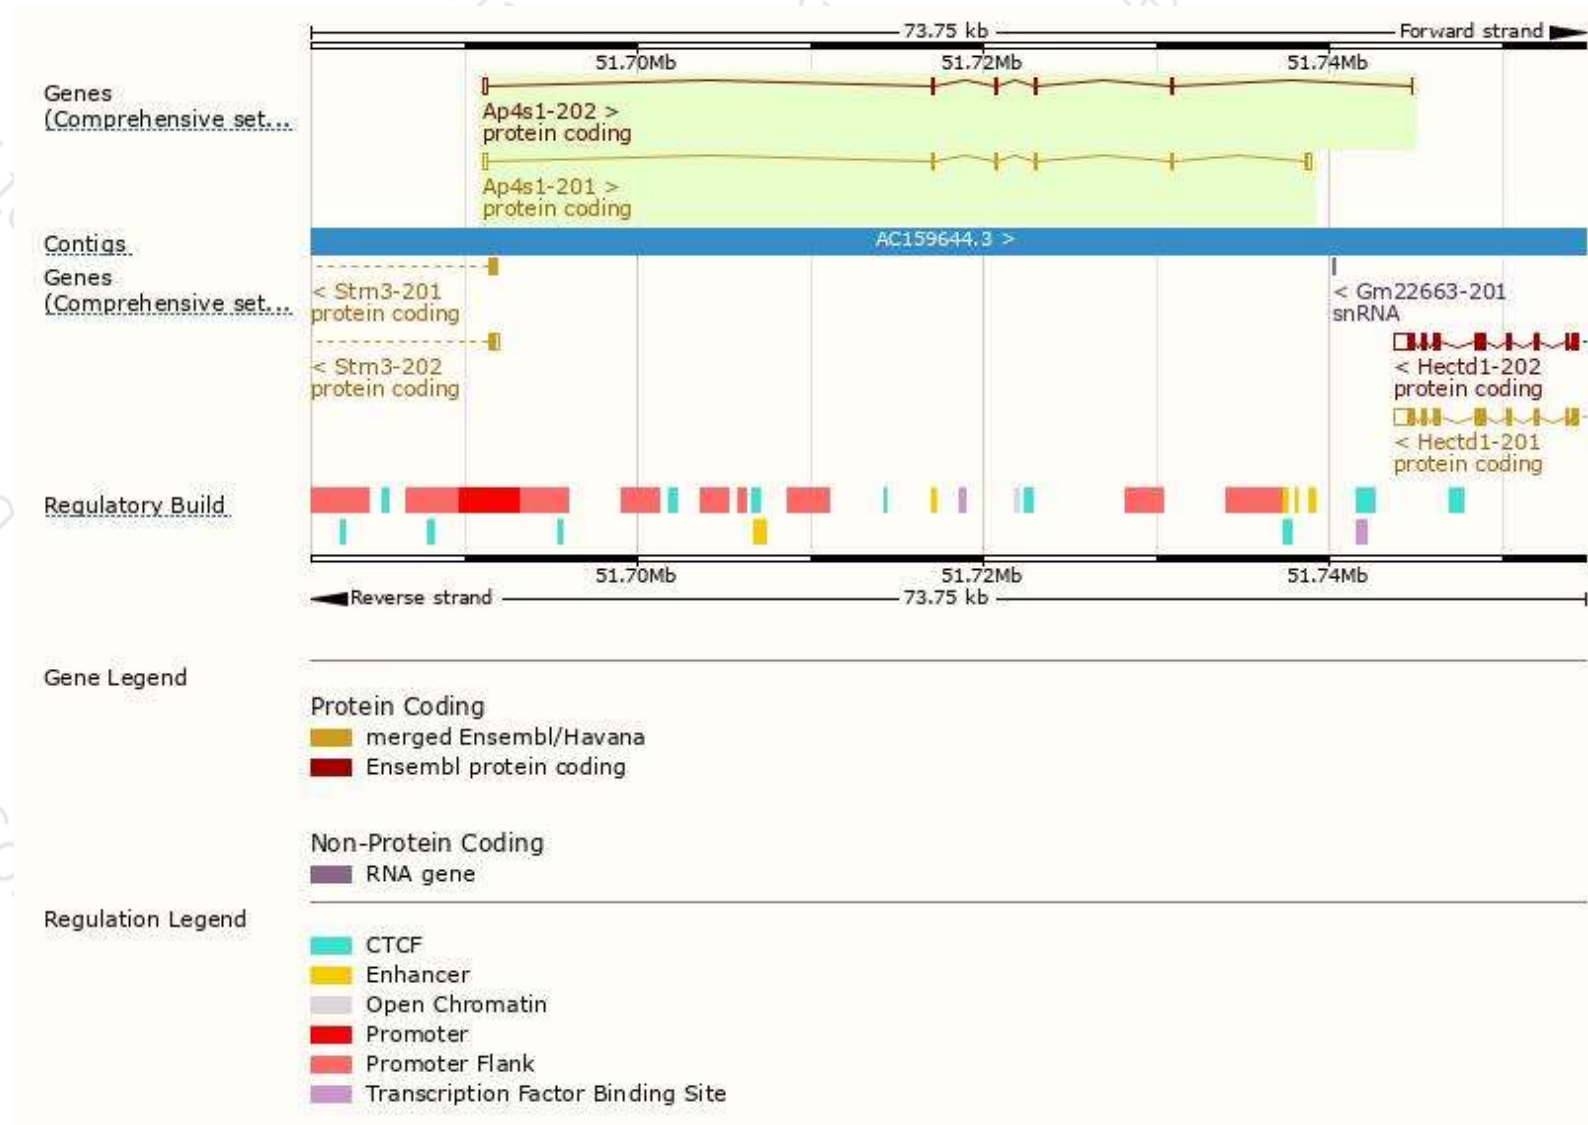 73.75 kb
Forward strand
51.70Mb 51.72Mb 51.74Mb
Genes
(Comprehensive set...
Ap4s1-202 >
protein coding
Ap4s1-201 >
protein coding
Contigs
AC159644.3 >
Genes
(Comprehensive set...
< Strn3-201
protein coding
< Gm22663-201
snRNA
< Strn3-202
protein coding
< Hectd1-202
protein coding
< Hectd1-201
protein coding
Regulatory Build
51.70Mb 51.72Mb 51.74Mb
Reverse strand
73.75 kb
Gene Legend
Protein Coding
merged Ensembl/Havana
Ensembl protein coding
Non-Protein Coding
RNA gene
Regulation Legend
CTCF
Enhancer
Open Chromatin
Promoter
Promoter Flank
Transcription Factor Binding Site